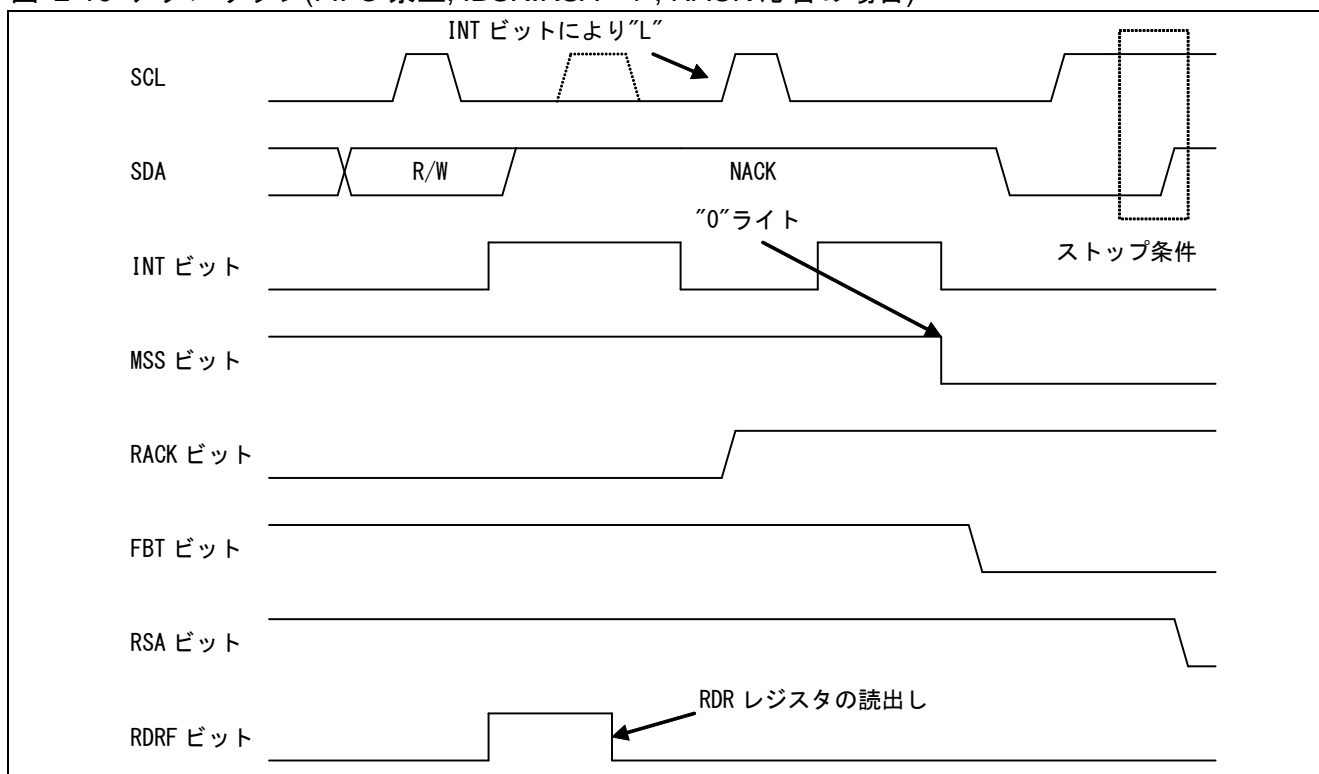 INT ビットにより"L"
SCL
SDA
R/W
NACK
"0"ライト
ストップ条件
INT ビット
MSS ビット
RACK ビット
FBT ビット
RSA ビット
RDR レジスタの読出し
RDRF ビット